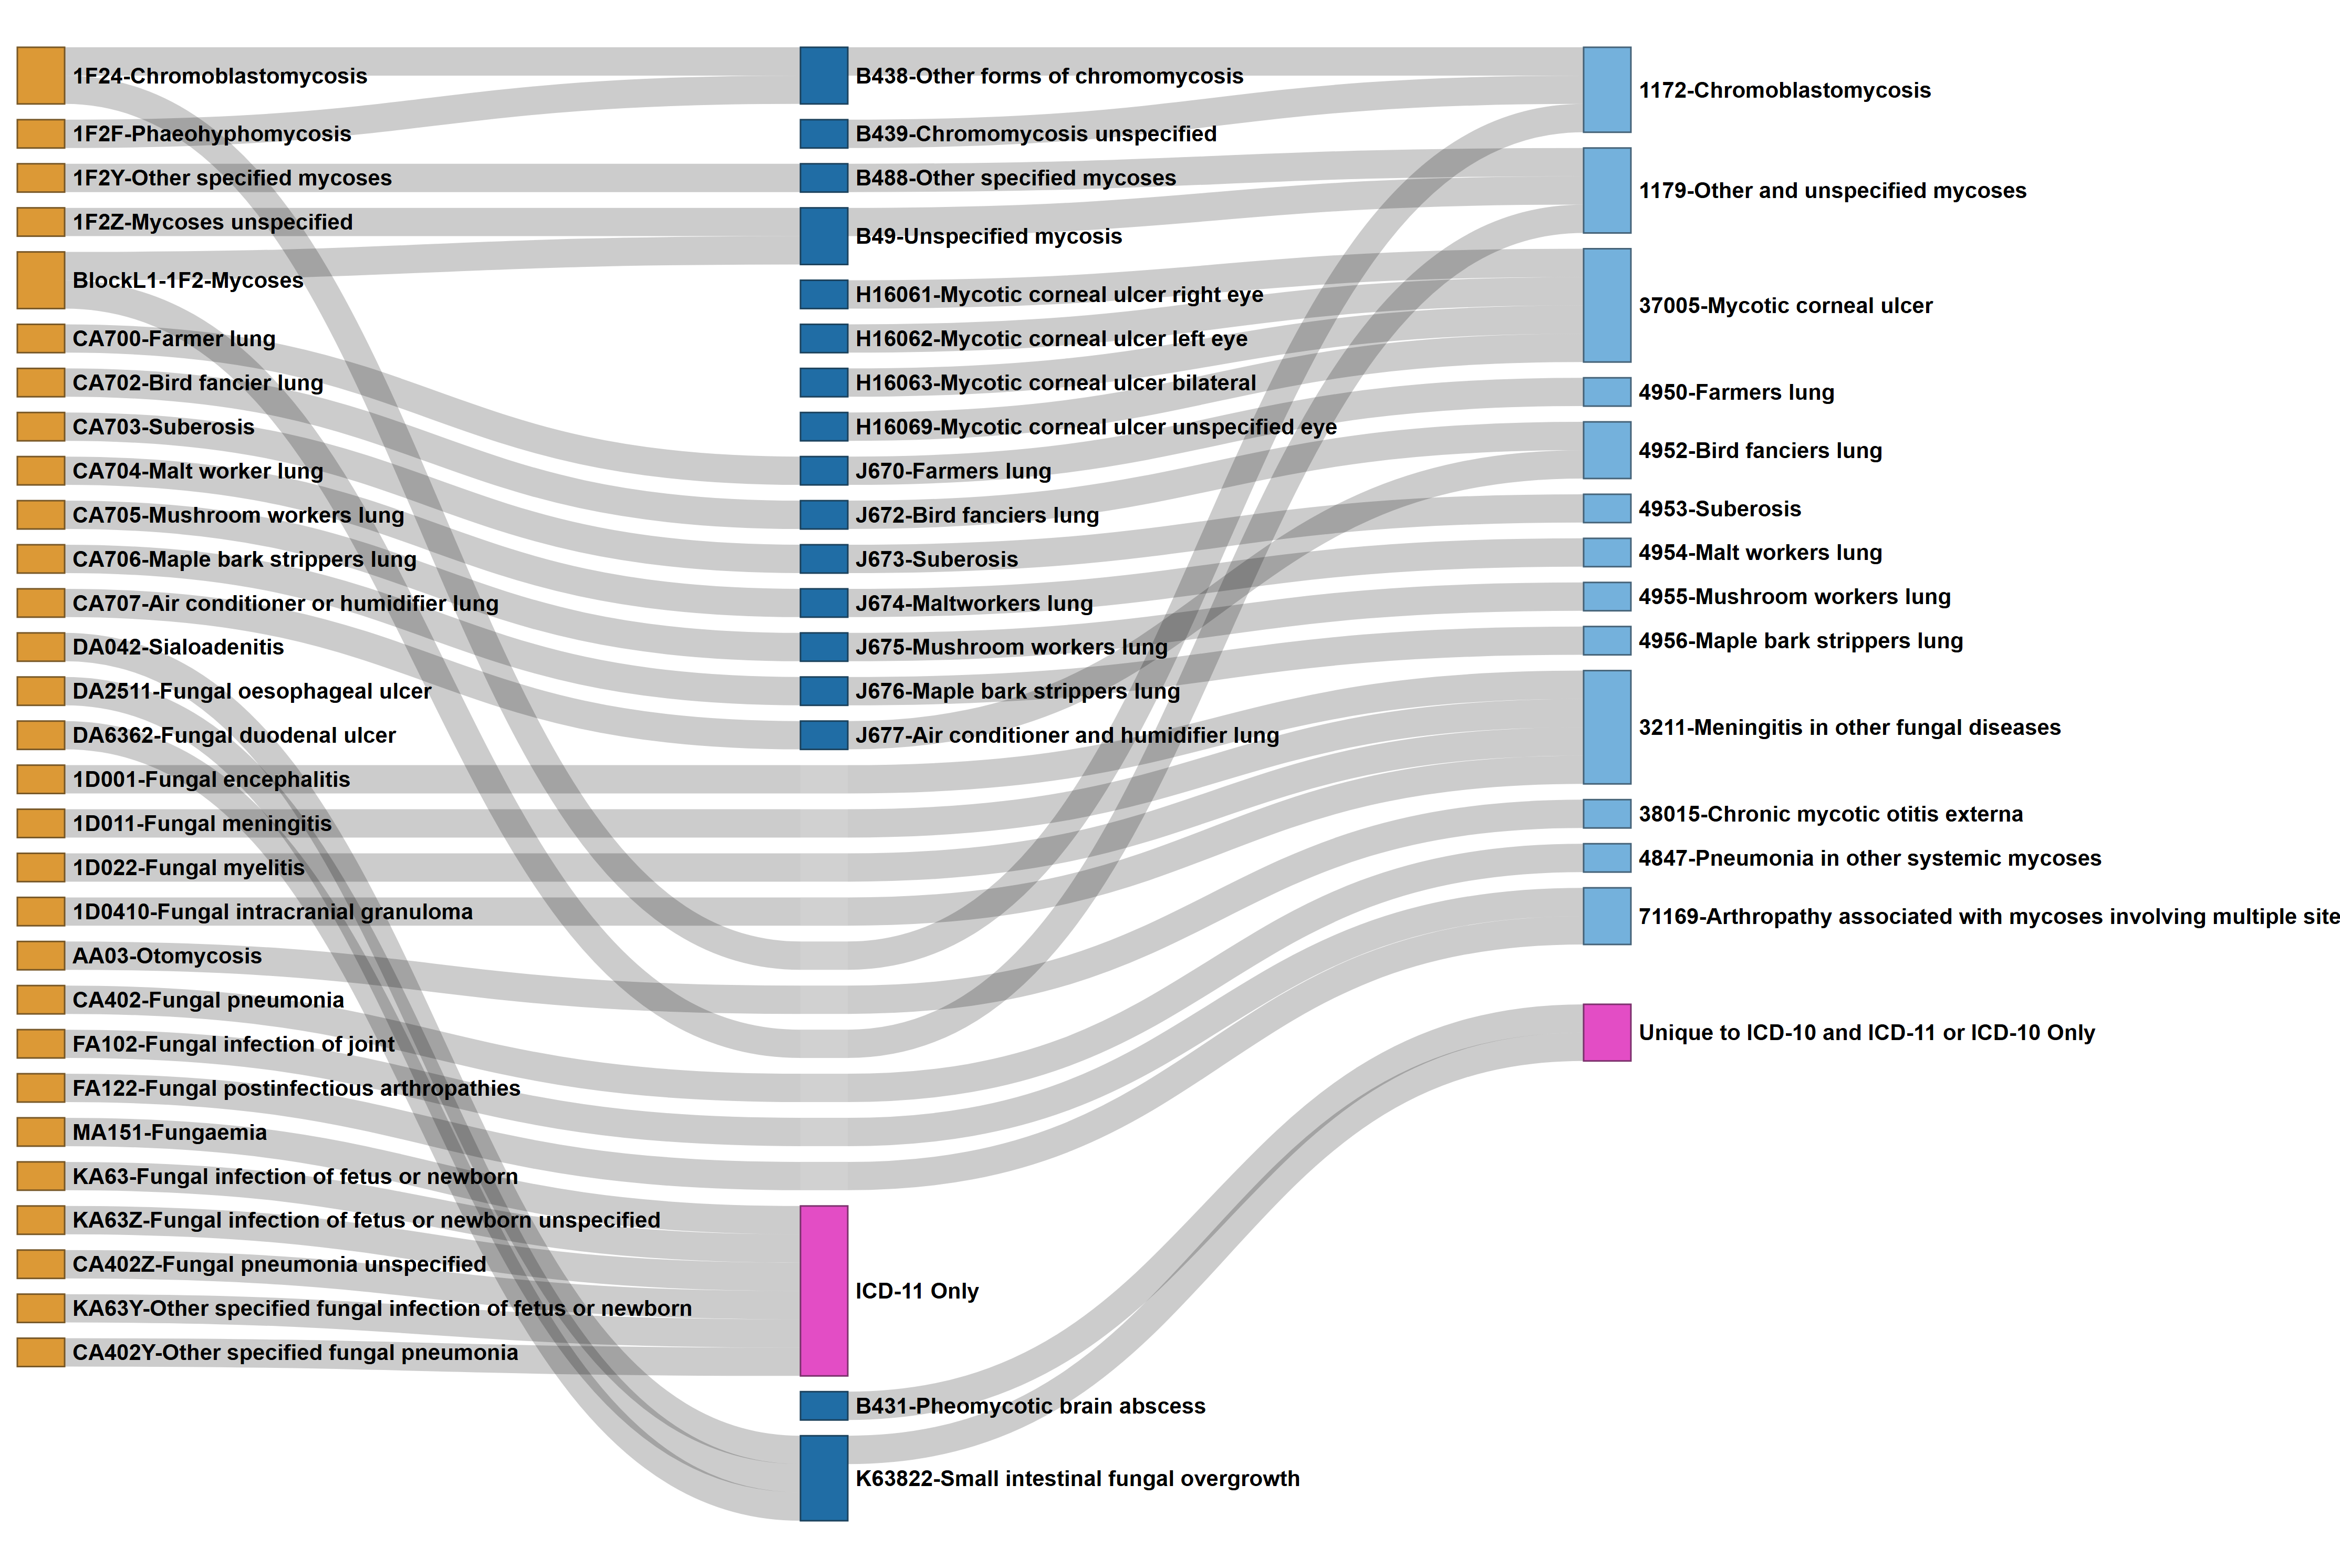 1F24-Chromoblastomycosis
1F2F-Phaeohyphomycosis
1F2Y-Other specified mycoses
1F2Z-Mycoses unspecified
BlockL1-1F2-Mycoses
CA700-Farmer lung
CA702-Bird fancier lung
CA703-Suberosis
CA704-Malt worker lung
CA705-Mushroom workers lung
CA706-Maple bark strippers lung
CA707-Air conditioner or humidifier lung
DA042-Sialoadenitis
DA2511-Fungal oesophageal ulcer
DA6362-Fungal duodenal ulcer
1D001-Fungal encephalitis
1D011-Fungal meningitis
1D022-Fungal myelitis
1D0410-Fungal intracranial granuloma
AA03-Otomycosis
CA402-Fungal pneumonia
FA102-Fungal infection of joint
FA122-Fungal postinfectious arthropathies
MA151-Fungaemia
KA63-Fungal infection of fetus or newborn
KA63Z-Fungal infection of fetus or newborn unspecified
CA402Z-Fungal pneumonia unspecified
KA63Y-Other specified fungal infection of fetus or newborn
CA402Y-Other specified fungal pneumonia
B438-Other forms of chromomycosis
B439-Chromomycosis unspecified
B488-Other specified mycoses
B49-Unspecified mycosis
H16061-Mycotic corneal ulcer right eye
H16062-Mycotic corneal ulcer left eye
H16063-Mycotic corneal ulcer bilateral
H16069-Mycotic corneal ulcer unspecified eye
J670-Farmers lung
J672-Bird fanciers lung
J673-Suberosis
J674-Maltworkers lung
J675-Mushroom workers lung
J676-Maple bark strippers lung
J677-Air conditioner and humidifier lung
ICD-11 Only
B431-Pheomycotic brain abscess
K63822-Small intestinal fungal overgrowth
1172-Chromoblastomycosis
1179-Other and unspecified mycoses
37005-Mycotic corneal ulcer
4950-Farmers lung
4952-Bird fanciers lung
4953-Suberosis
4954-Malt workers lung
4955-Mushroom workers lung
4956-Maple bark strippers lung
3211-Meningitis in other fungal diseases
38015-Chronic mycotic otitis externa
4847-Pneumonia in other systemic mycoses
71169-Arthropathy associated with mycoses involving multiple site
Unique to ICD-10 and ICD-11 or ICD-10 Only